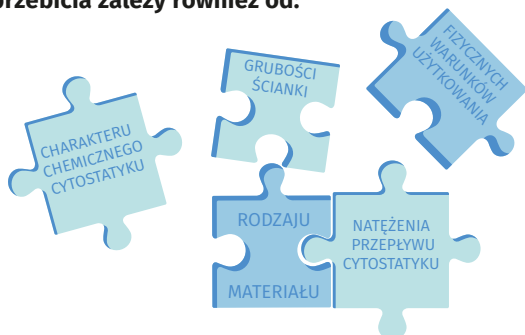 przebicia zależy również od:
GRUBOŚCI
ŚCIANKI
FIZYCZNYCH
WARUNKÓW
UŻYTKOWANIA
CHARAKTERU
CHEMICZNEGO
CYTOSTATYKU
RODZAJU
MATERIAŁU
NATĘŻENIA
PRZEPŁYWU
CYTOSTATYKU